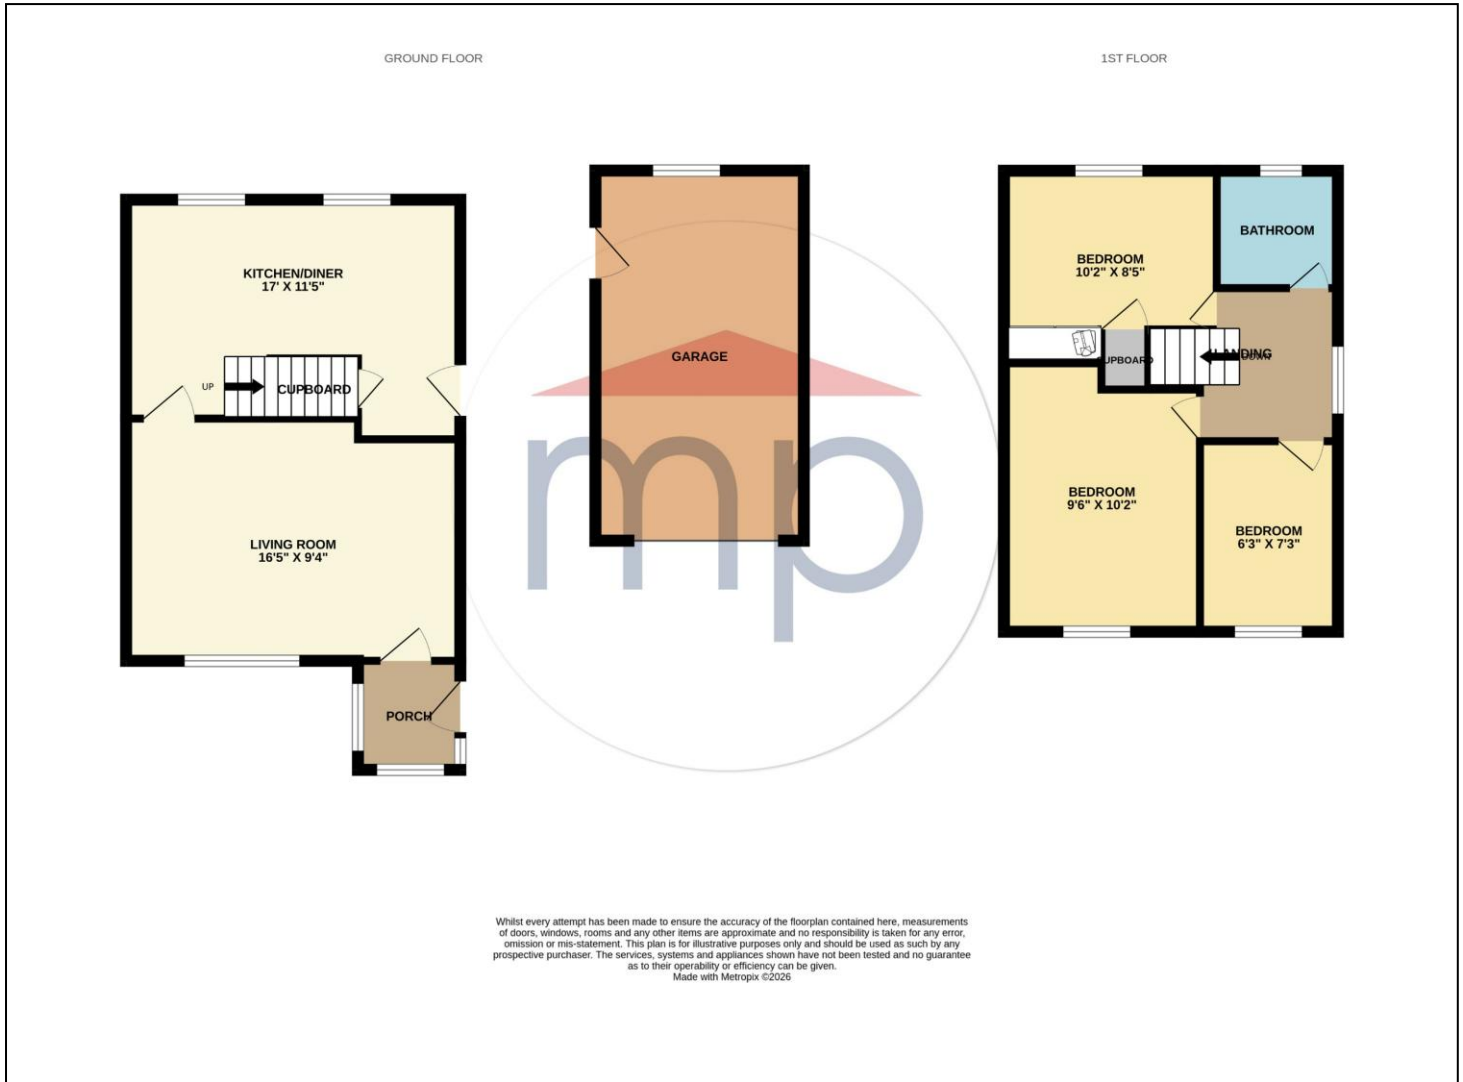 GROUND FLOOR
1ST FLOOR
KITCHEN/DINER
17' X 11'5"
UP
CUPBOARD
LIVING ROOM
16'5" X 9'4"
PORCH
GARAGE
mp
BEDROOM
10'2" X 8'5"
BATHROOM
CUPBOARD
LANDING
DOWN
BEDROOM
9'6" X 10'2"
BEDROOM
6'3" X 7'3"
Whilst every attempt has been made to ensure the accuracy of the floorplan contained here, measurements
of doors, windows, rooms and any other items are approximate and no responsibility is taken for any error,
omission or mis-statement. This plan is for illustrative purposes only and should be used as such by any
prospective purchaser. The services, systems and appliances shown have not been tested and no guarantee
as to their operability or efficiency can be given.
Made with Metropix ©2026